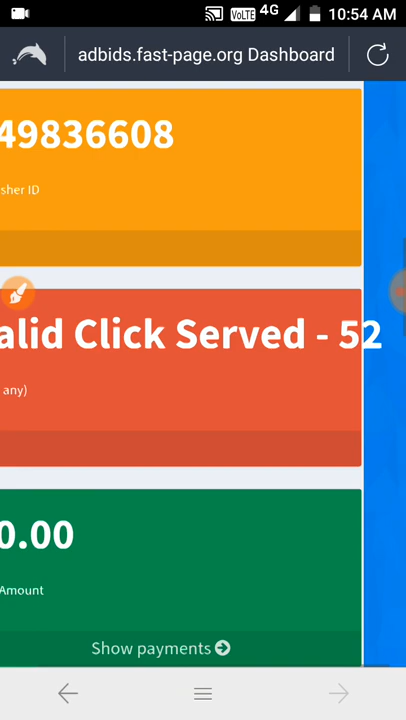 VoLTE 4G 10:54 AM
adbids.fast-page.org Dashboard
49836608
sher ID
alid Click Served - 52
any)
0.00
Amount
Show payments